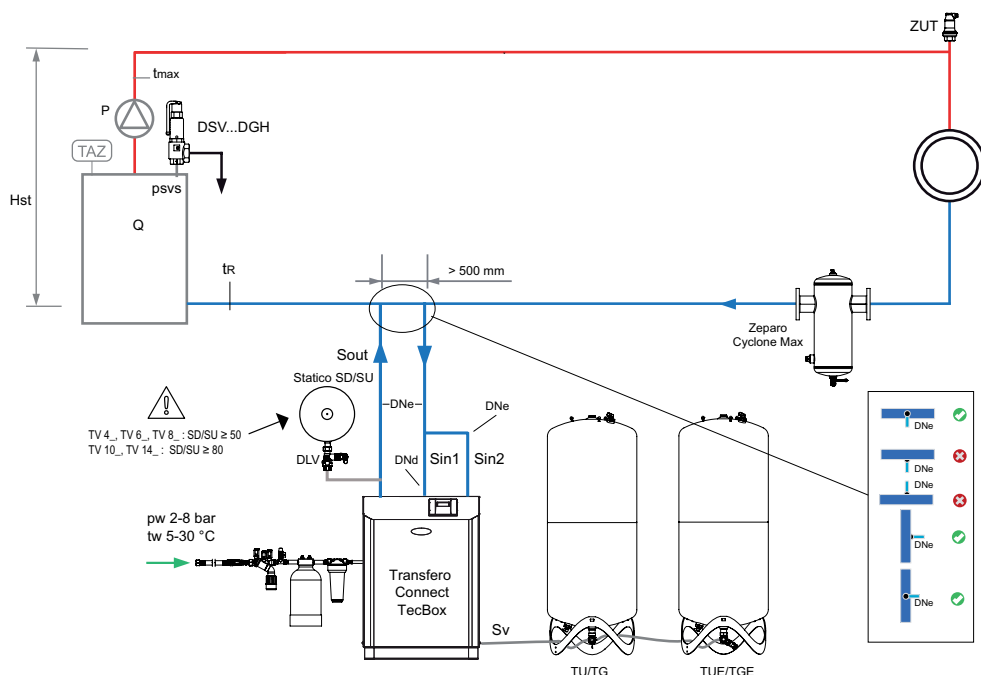 ZUT
tmax
P
DSV...DGH
TAZ
psvs
Hst
Q
tR
> 500 mm
Zeparo
Cyclone Max
Sout
Statico SD/SU
DNe
DNe
TV 4_, TV 6_, TV 8_ : SD/SU ≥ 50
TV 10_, TV 14_ : SD/SU ≥ 80
DLV
DNd
Sin1
Sin2
pw 2-8 bar
tw 5-30 °C
Transfero
Connect
TecBox
Sv
TU/TG
TUE/TGE
DNe
DNe
DNe
DNe
DNe